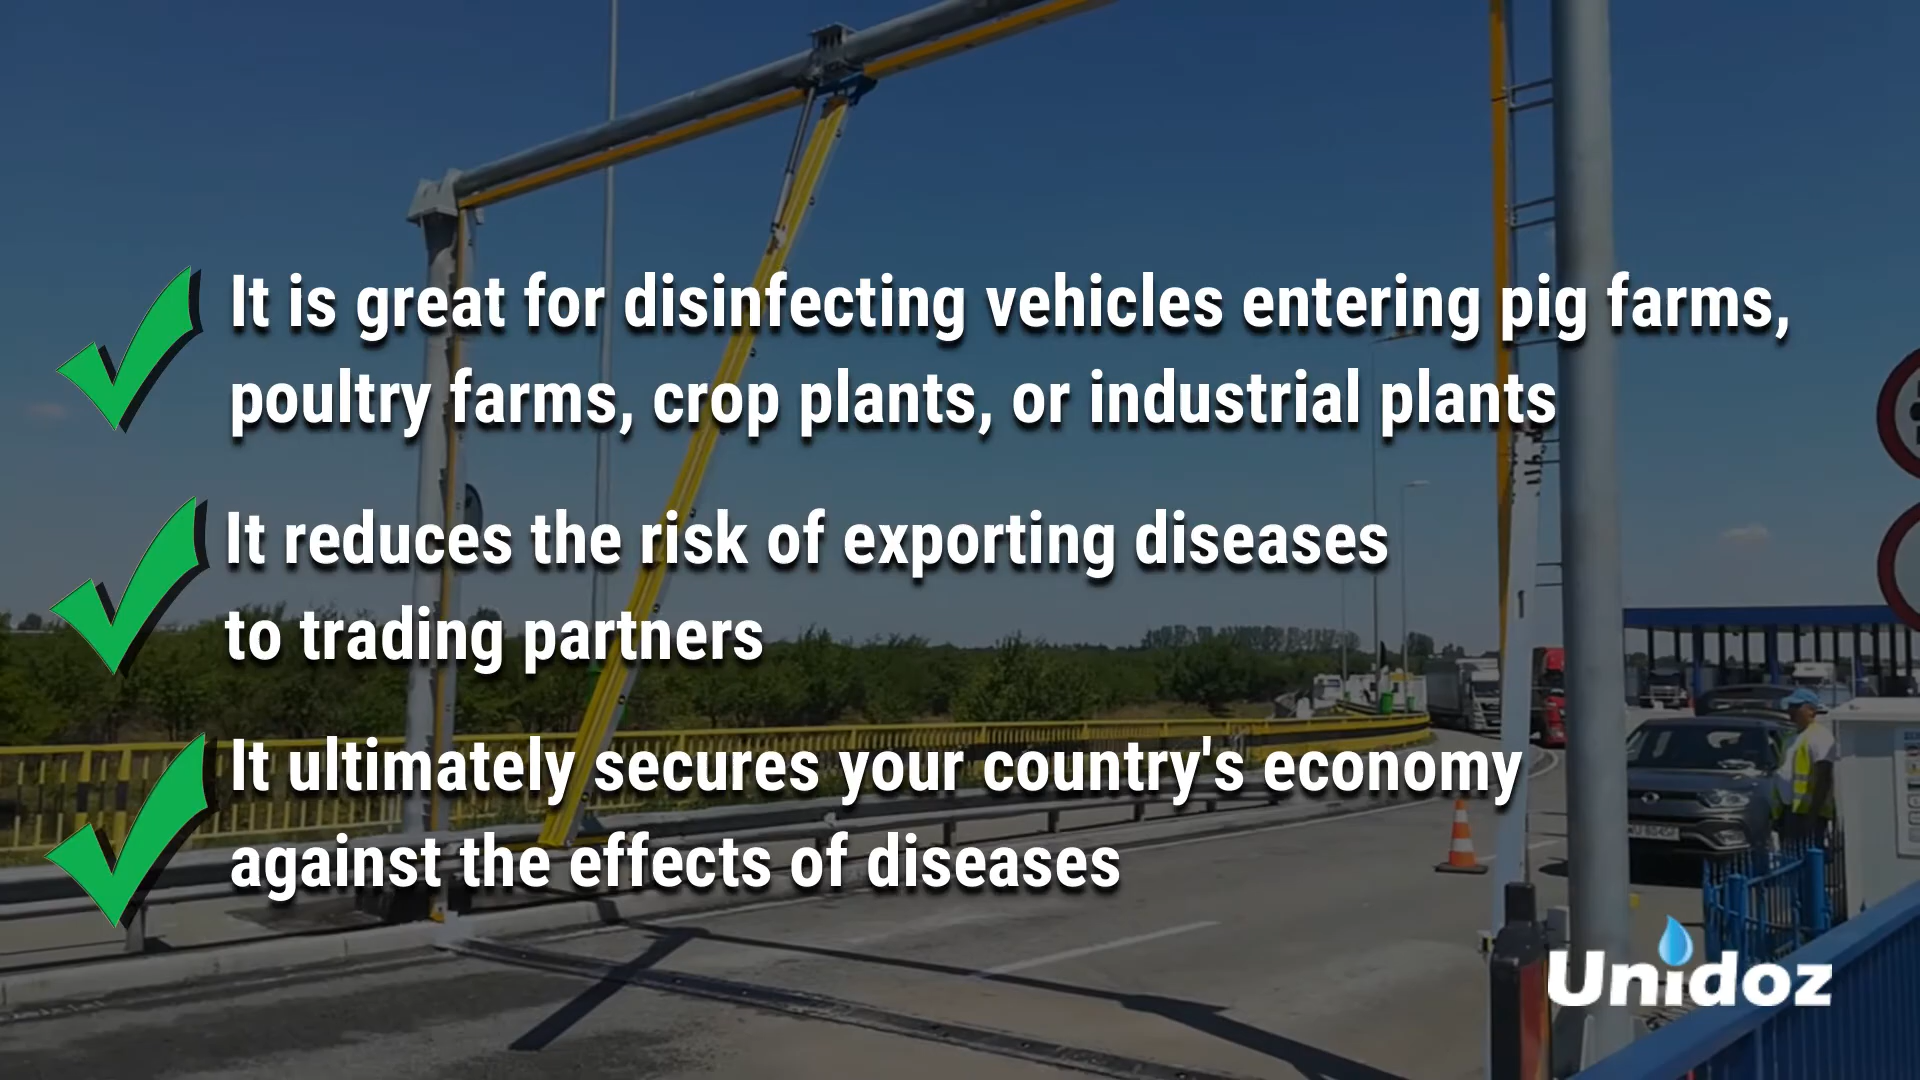 It is great for disinfecting vehicles entering pig farms,
poultry farms, crop plants, or industrial plants
It reduces the risk of exporting diseases
to trading partners
It ultimately secures your country's economy
against the effects of diseases
Unidoz